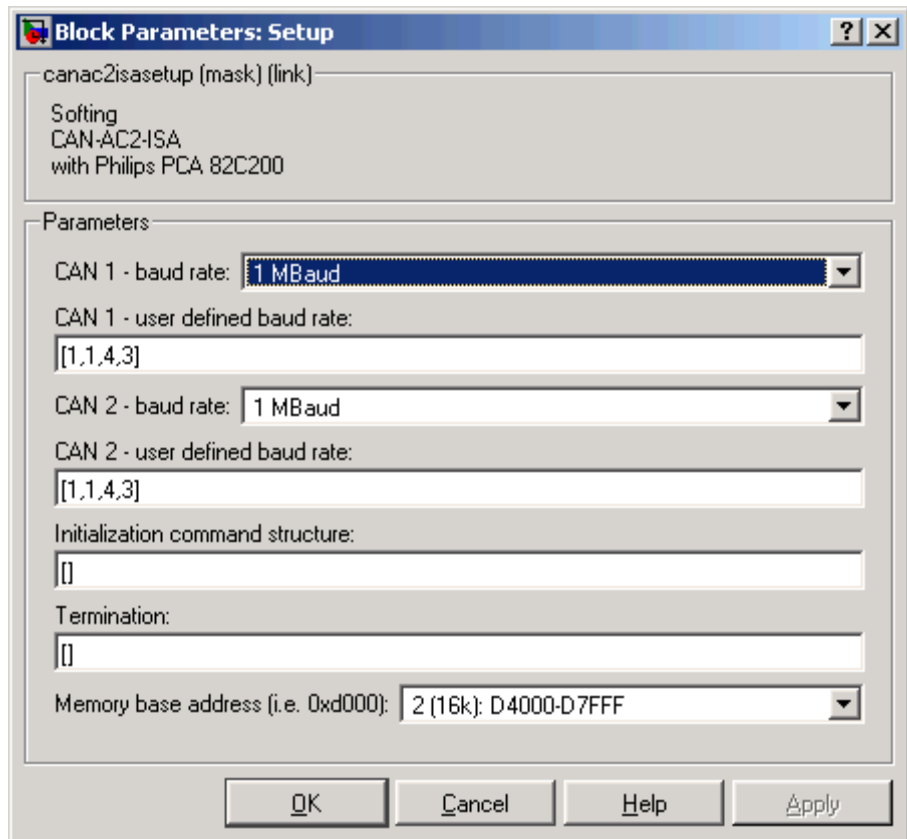 Block Parameters: Setup
canac2isasetup (mask) (link)
Softing
CAN-AC2-ISA
with Philips PCA 82C200
Parameters
CAN 1 - baud rate: 1 MBaud
CAN 1 - user defined baud rate:
[1,1,4,3]
CAN 2 - baud rate: 1 MBaud
CAN 2 - user defined baud rate:
[1,1,4,3]
Initialization command structure:
[]
Termination:
[]
Memory base address (i.e. 0xd000): 2 (16k): D4000-D7FFF
OK Cancel Help Apply